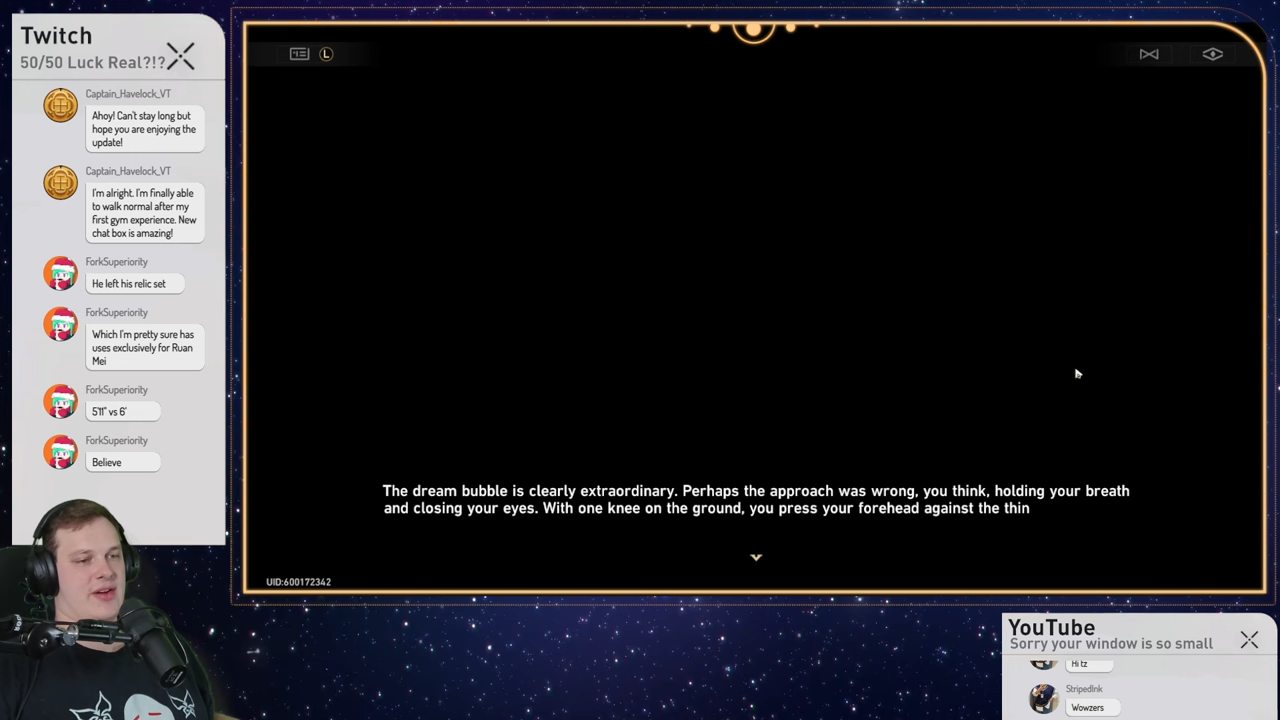 Twitch
50/50 Luck Real?!?
Captain_Havelock_VT
Ahoy! Can't stay long but
hope you are enjoying the
update!
Captain_Havelock_VT
I'm alright. I'm finally able
to walk normal after my
first gym experience. New
chat box is amazing!
ForkSuperiority
He left his relic set
ForkSuperiority
Which I'm pretty sure has
uses exclusively for Ruan
Mei
ForkSuperiority
5'11" vs 6'
ForkSuperiority
Believe
L
The dream bubble is clearly extraordinary. Perhaps the approach was wrong, you think, holding your breath
and closing your eyes. With one knee on the ground, you press your forehead against the thin
UID:600172342
YouTube
Sorry your window is so small
Hi tz
StripedInk
Wowzers